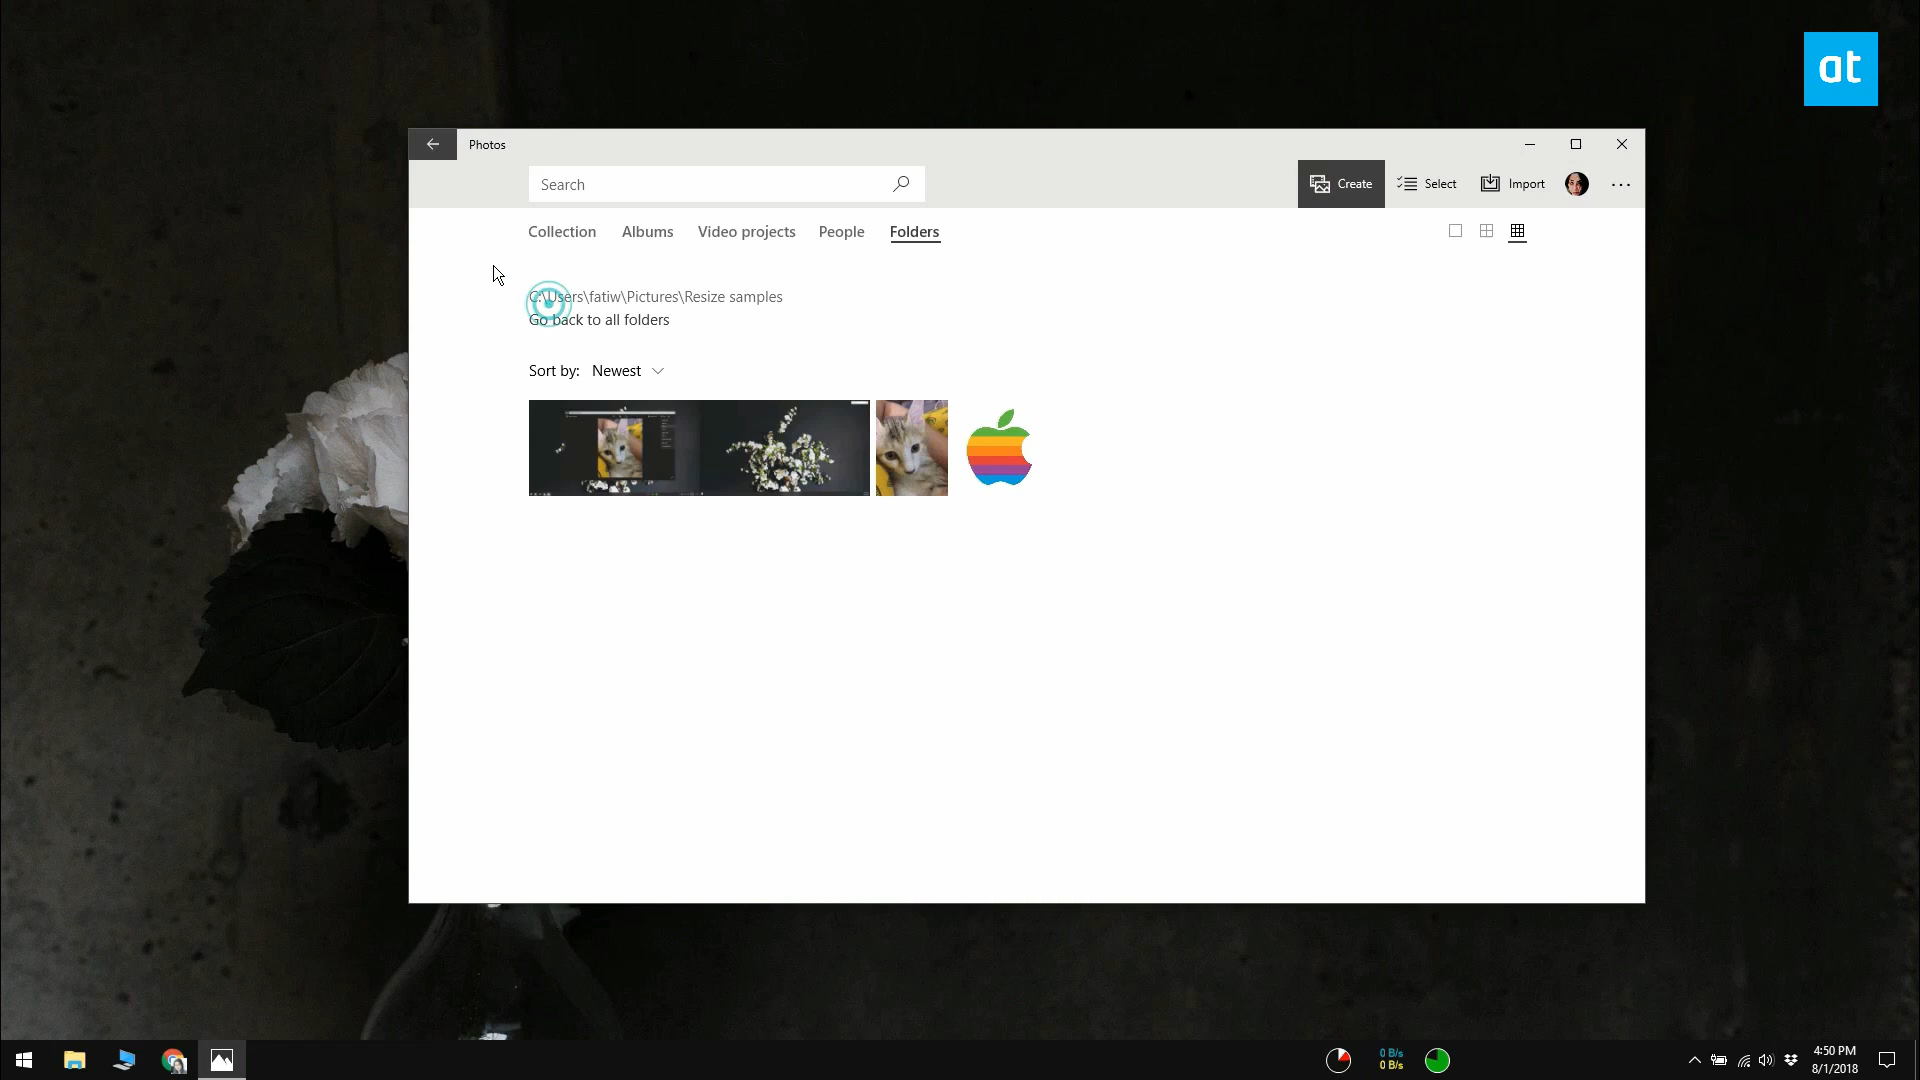 at
Photos
Search
Create
Select
Import
Collection
Albums
Video projects
People
Folders
C:\Users\fatiw\Pictures\Resize samples
Go back to all folders
Sort by: Newest
0 B/s
0 B/s
4:50 PM
8/1/2018